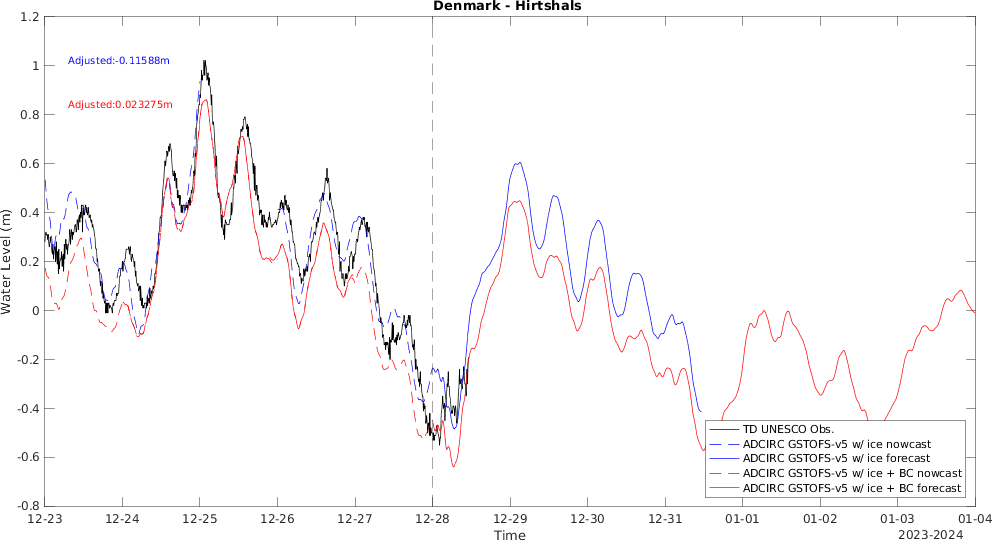 Denmark - Hirtshals
Adjusted:-0.11588m
Adjusted:0.023275m
Water Level (m)
1.2
1
0.8
0.6
0.4
0.2
0
-0.2
-0.4
-0.6
-0.8
TD UNESCO Obs.
ADCIRC GSTOFS-v5 w/ ice nowcast
ADCIRC GSTOFS-v5 w/ ice forecast
ADCIRC GSTOFS-v5 w/ ice + BC nowcast
ADCIRC GSTOFS-v5 w/ ice + BC forecast
12-23 12-24 12-25 12-26 12-27 12-28 12-29 12-30 12-31 01-01 01-02 01-03 01-04
Time
2023-2024